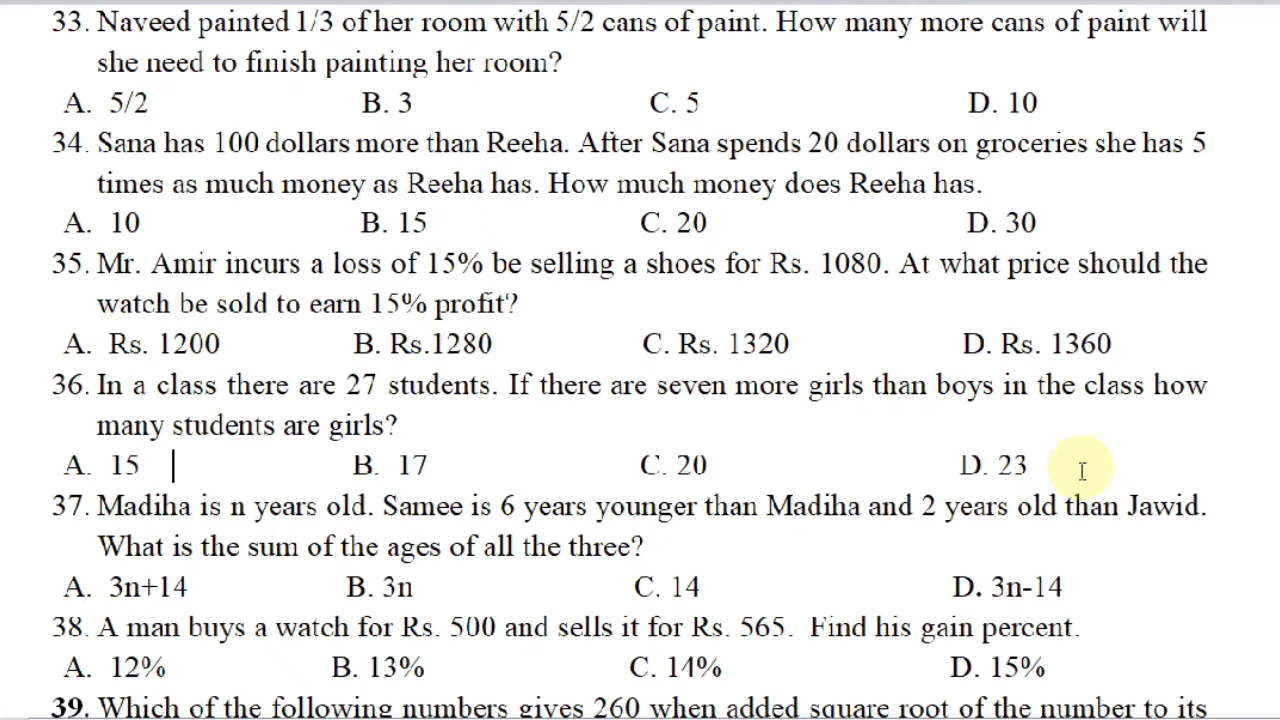 33. Naveed painted 1/3 of her room with 5/2 cans of paint. How many more cans of paint will
she need to finish painting her room?
A. 5/2 B. 3 C. 5 D. 10
34. Sana has 100 dollars more than Reeha. After Sana spends 20 dollars on groceries she has 5
times as much money as Reeha has. How much money does Reeha has.
A. 10 B. 15 C. 20 D. 30
35. Mr. Amir incurs a loss of 15% be selling a shoes for Rs. 1080. At what price should the
watch be sold to earn 15% profit?
A. Rs. 1200 B. Rs.1280 C. Rs. 1320 D. Rs. 1360
36. In a class there are 27 students. If there are seven more girls than boys in the class how
many students are girls?
A. 15 B. 17 C. 20 D. 23
37. Madiha is n years old. Samee is 6 years younger than Madiha and 2 years old than Jawid.
What is the sum of the ages of all the three?
A. 3n+14 B. 3n C. 14 D. 3n-14
38. A man buys a watch for Rs. 500 and sells it for Rs. 565. Find his gain percent.
A. 12% B. 13% C. 14% D. 15%
39. Which of the following numbers gives 260 when added square root of the number to its